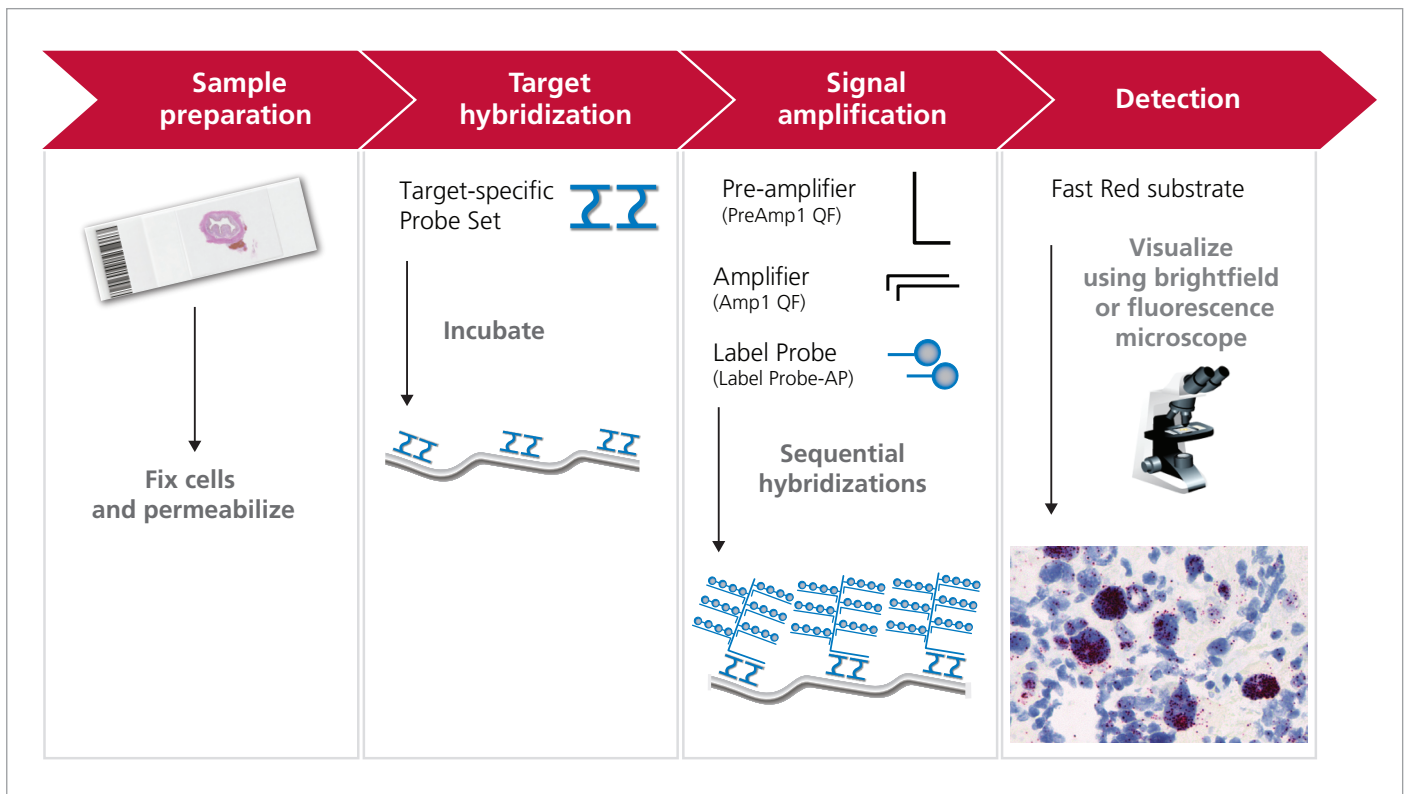 Sample
preparation
Target
hybridization
Signal
amplification
Detection
Fix cells
and permeabilize
Target-specific
Probe Set
Incubate
Pre-amplifier
(PreAmp1 QF)
Amplifier
(Amp1 QF)
Label Probe
(Label Probe-AP)
Sequential
hybridizations
Fast Red substrate
Visualize
using brightfield
or fluorescence
microscope